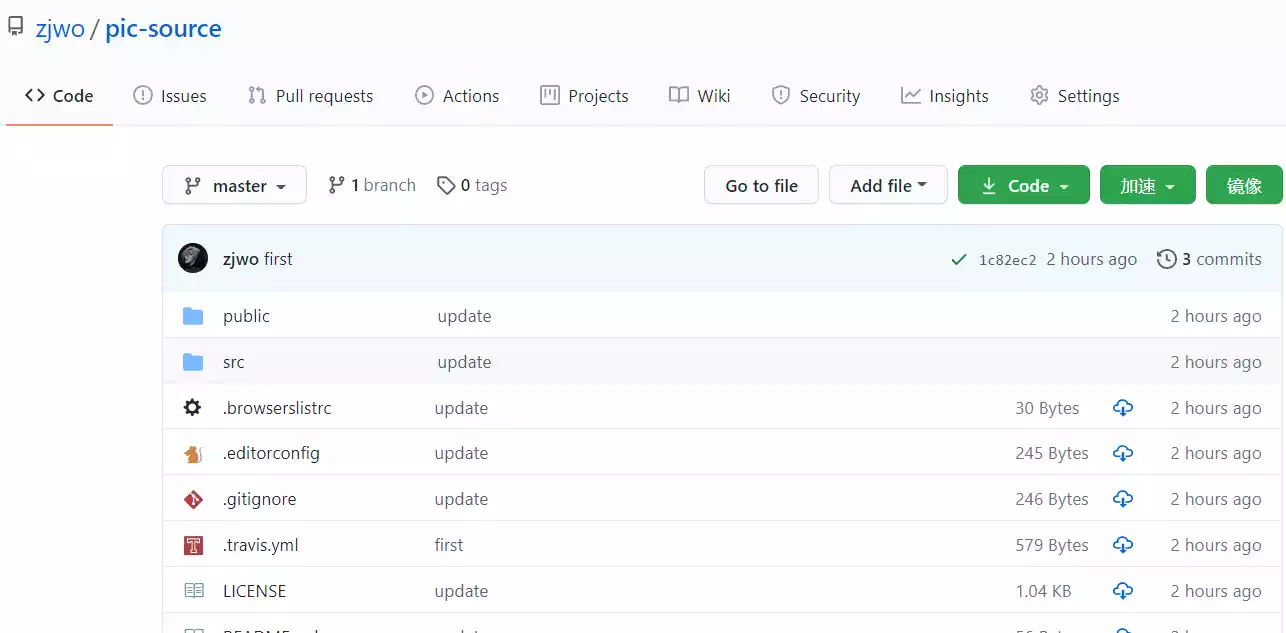 zjwo / pic-source
Code Issues Pull requests Actions Projects Wiki Security Insights Settings
master 1 branch 0 tags Go to file Add file Code 加速 镜像
zjwo first 1c82ec2 2 hours ago 3 commits
public update 2 hours ago
src update 2 hours ago
.browserslistrc update 30 Bytes 2 hours ago
.editorconfig update 245 Bytes 2 hours ago
.gitignore update 246 Bytes 2 hours ago
.travis.yml first 579 Bytes 2 hours ago
LICENSE update 1.04 KB 2 hours ago